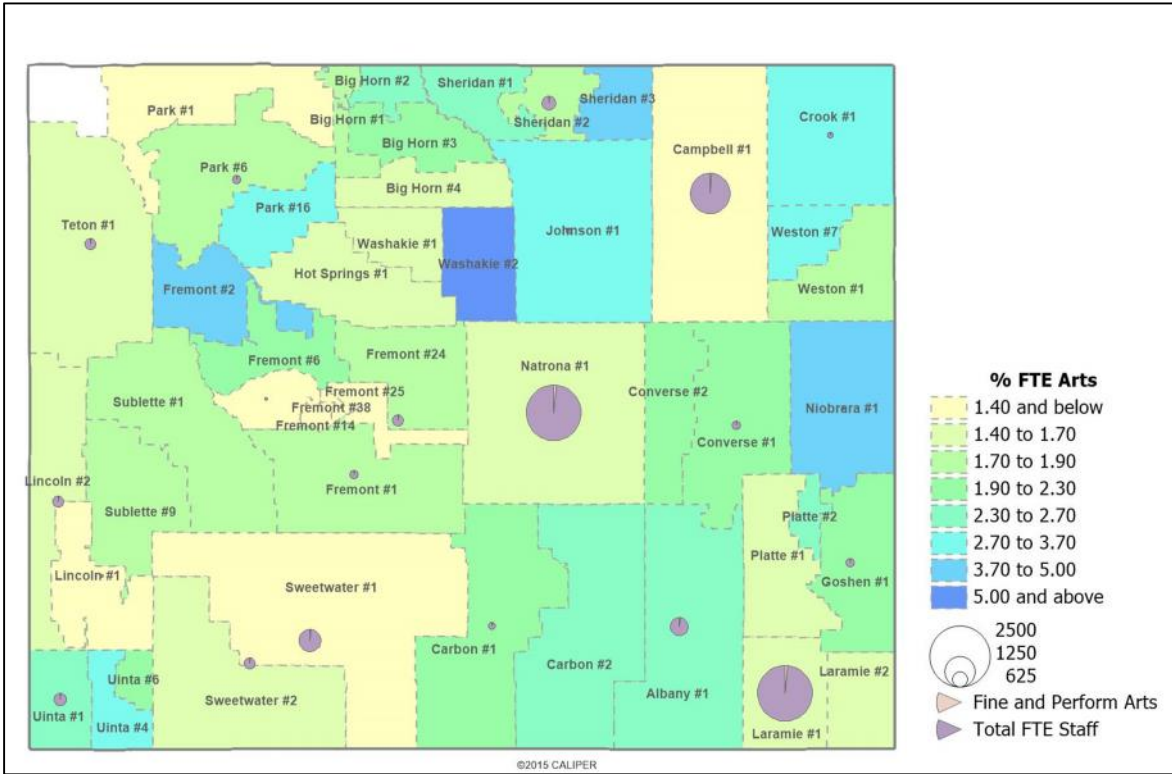 Park #1
Big Horn #2
Sheridan #1
Sheridan #3
Big Horn #1
Sheridan #2
Crook #1
Big Horn #3
Campbell #1
Park #6
Big Horn #4
Park #16
Teton #1
Johnson #1
Weston #7
Washakie #1
Washakie #2
Hot Springs #1
Fremont #2
Weston #1
Fremont #6
Fremont #24
Natrona #1
Fremont #25
Converse #2
Sublette #1
Fremont #38
Niobrara #1
Fremont #14
Converse #1
Lincoln #2
Fremont #1
Sublette #9
Platte #2
Platte #1
Lincoln #1
Goshen #1
Sweetwater #1
Carbon #1
Carbon #2
Laramie #2
Uinta #6
Albany #1
Sweetwater #2
Uinta #1
Uinta #4
Laramie #1
% FTE Arts
1.40 and below
1.40 to 1.70
1.70 to 1.90
1.90 to 2.30
2.30 to 2.70
2.70 to 3.70
3.70 to 5.00
5.00 and above
2500
1250
625
Fine and Perform Arts
Total FTE Staff
©2015 CALIPER